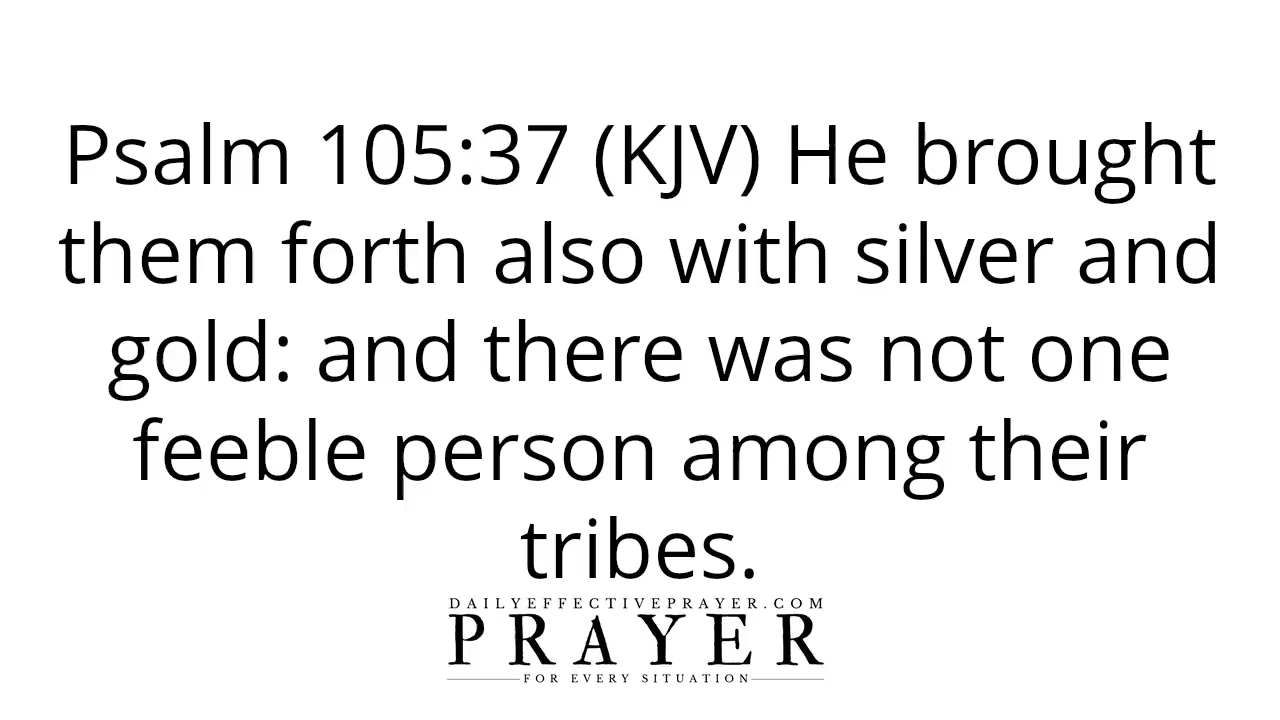 Psalm 105:37 (KJV) He brought
them forth also with silver and
gold: and there was not one
feeble person among their
tribes.
DAILYEFFECTIVEPRAYER.COM
PRAYER
FOR EVERY SITUATION